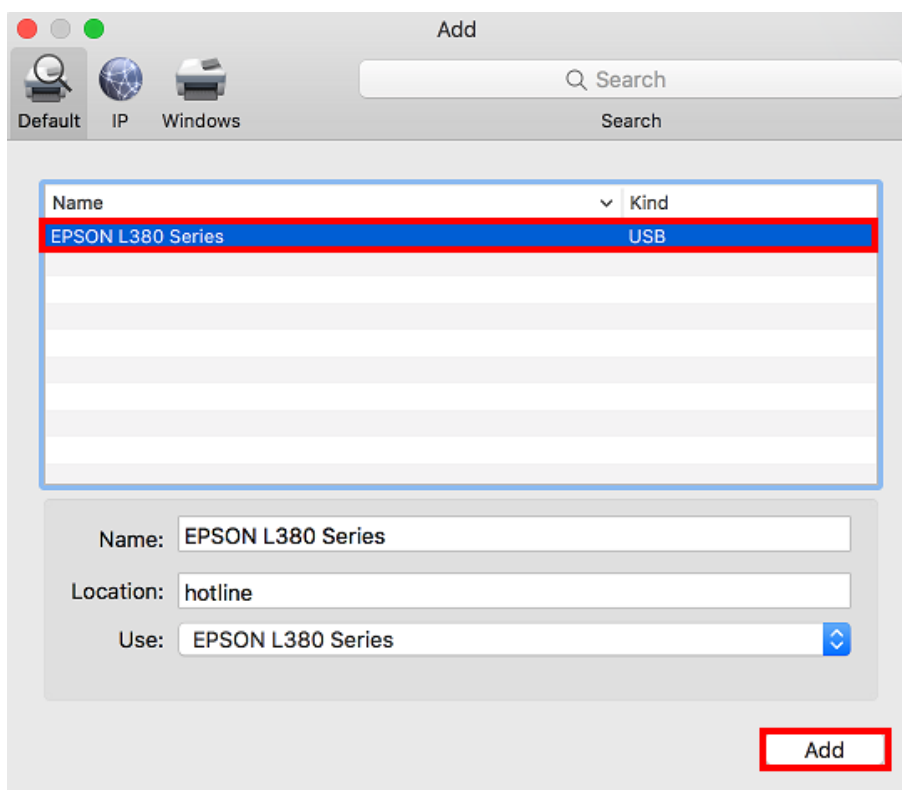 Add
Search
Default IP Windows Search
Name Kind
EPSON L380 Series USB
Name: EPSON L380 Series
Location: hotline
Use: EPSON L380 Series
Add